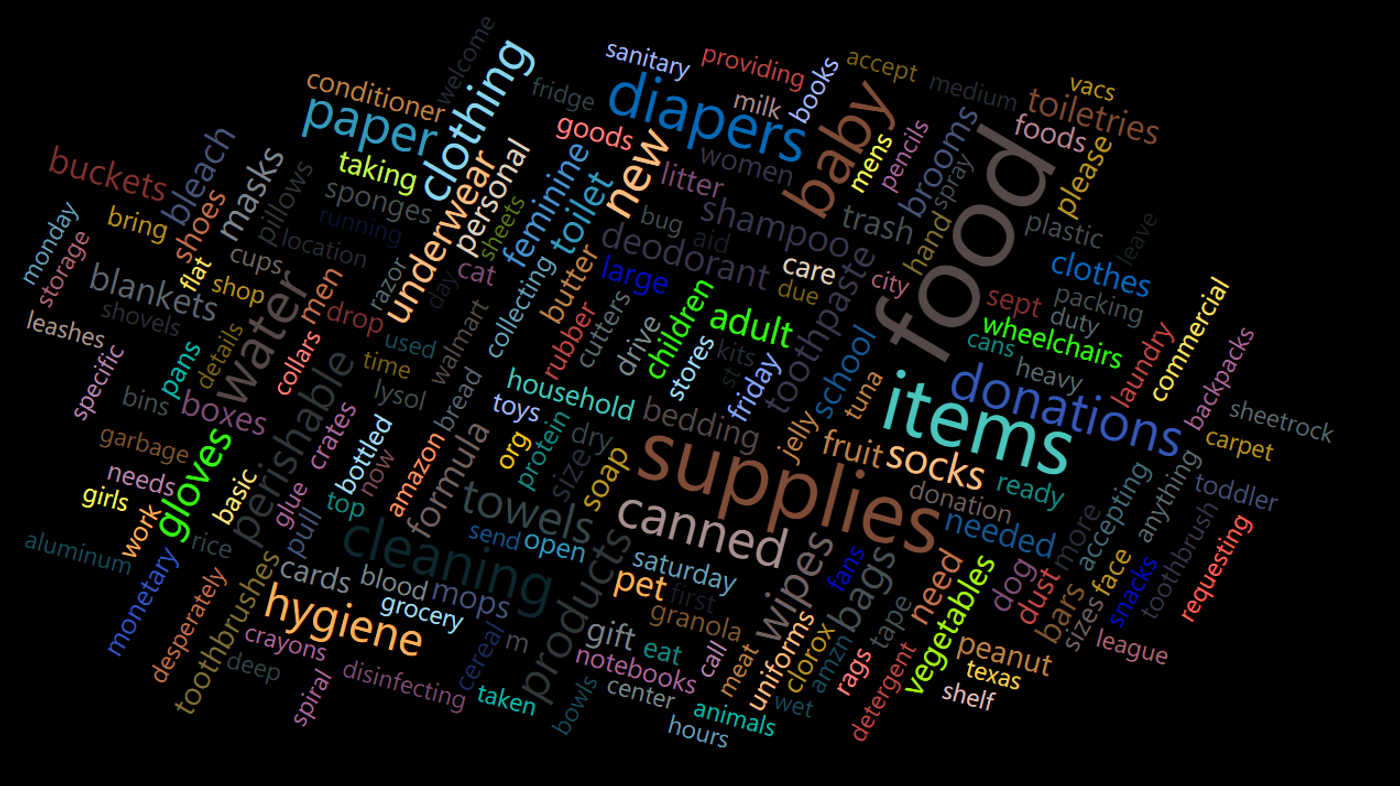 welcome
sanitary
providing
books
accept
vacs
conditioner
fridge
milk
medium
toiletries
clothing
paper
diapers
baby
goods
new
mens
pencils
brooms
foods
please
bleach
masks
buckets
taking
underwear
personal
feminine
toilet
litter
women
spray
food
shoes
pillows
sponges
sheets
bug
shampoo
trash
hand
plastic
leave
monday
bring
running
location
deodorant
aid
care
clothes
storage
flat
cups
cat
butter
large
toothpaste
city
blankets
shop
men
razor
day
collecting
due
sept
packing
commercial
shovels
water
drop
walmart
rubber
cutters
children
adult
duty
wheelchairs
leashes
details
collars
used
drive
stores
kits
school
cans
heavy
laundry
backpacks
specific
pans
time
household
st
friday
tuna
items
donations
sheetrock
bins
boxes
perishable
lysol
bread
toys
bedding
jelly
fruit
socks
carpet
garbage
crates
bottled
org
protein
dry
supplies
needs
gloves
basic
now
amazon
formula
size
soap
ready
donation
accepting
anything
toddler
girls
work
glue
top
towels
canned
needed
more
toothbrush
requesting
aluminum
rice
pull
cleaning
send
open
saturday
fans
bags
need
vegetables
dog
face
snacks
monetary
toothbrushes
cards
blood
mops
products
pet
first
wipes
dust
bars
sizes
desperately
hygiene
grocery
granola
tape
league
crayons
m
gift
eat
call
uniforms
clorox
peanut
deep
disinfecting
cereal
notebooks
meat
amzn
rags
texas
spiral
taken
bowls
center
animals
wet
detergent
shelf
hours